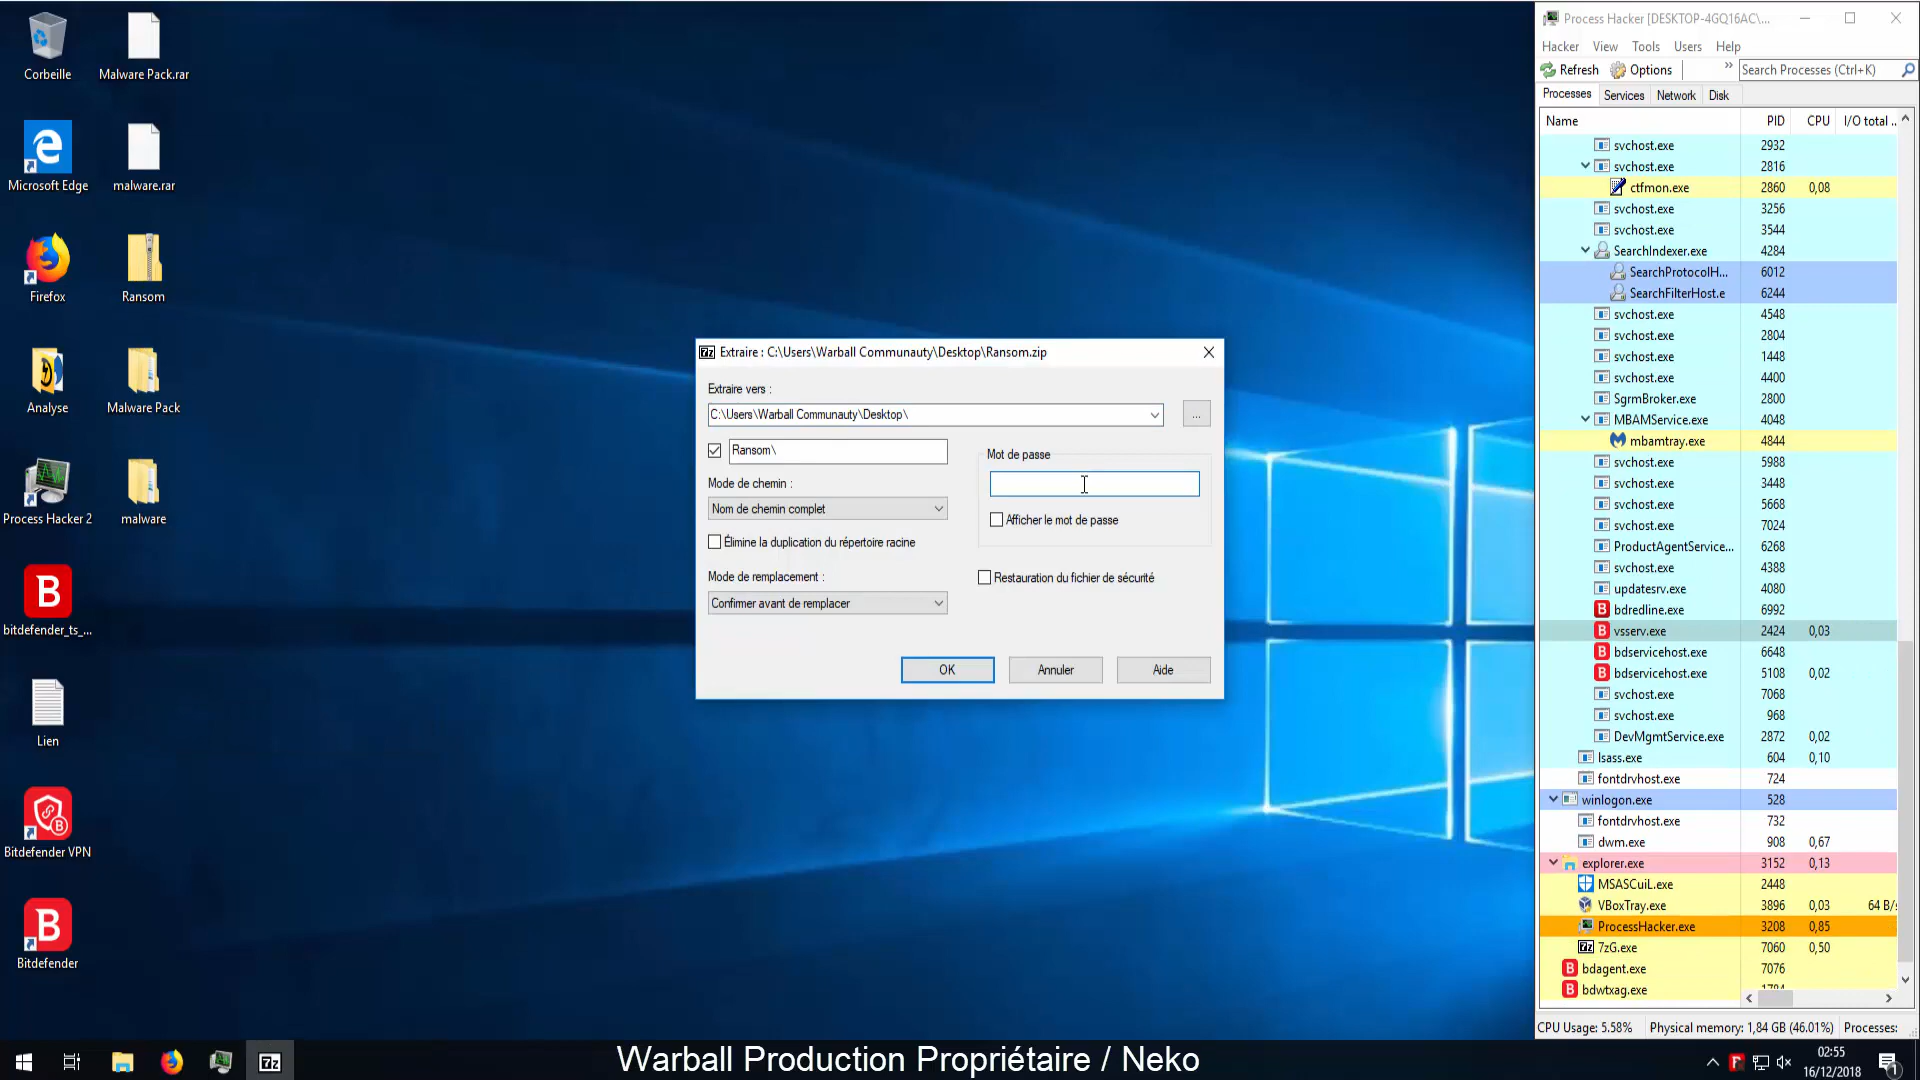 Corbeille
Malware Pack.rar
Microsoft Edge
malware.rar
Firefox
Ransom
Analyse
Malware Pack
Process Hacker 2
malware
bitdefender_ts_...
Lien
Bitdefender VPN
Bitdefender
Extraire : C:\Users\Warball Communauty\Desktop\Ransom.zip
Extraire vers :
C:\Users\Warball Communauty\Desktop\
...
Ransom\
Mot de passe
Mode de chemin :
Nom de chemin complet
Afficher le mot de passe
Élimine la duplication du répertoire racine
Mode de remplacement :
Restauration du fichier de sécurité
Confirmer avant de remplacer
OK Annuler Aide
Process Hacker [DESKTOP-4GQ16AC\...
Hacker View Tools Users Help
Refresh Options » Search Processes (Ctrl+K)
Processes Services Network Disk
Name PID CPU I/O total ...
svchost.exe 2932
svchost.exe 2816
ctfmon.exe 2860 0,08
svchost.exe 3256
svchost.exe 3544
SearchIndexer.exe 4284
SearchProtocolH... 6012
SearchFilterHost.e 6244
svchost.exe 4548
svchost.exe 2804
svchost.exe 1448
svchost.exe 4400
SgrmBroker.exe 2800
MBAMService.exe 4048
mbamtray.exe 4844
svchost.exe 5988
svchost.exe 3448
svchost.exe 5668
svchost.exe 7024
ProductAgentService... 6268
svchost.exe 4388
updatesrv.exe 4080
bdredline.exe 6992
vsserv.exe 2424 0,03
bdservicehost.exe 6648
bdservicehost.exe 5108 0,02
svchost.exe 7068
svchost.exe 968
DevMgmtService.exe 2872 0,02
lsass.exe 604 0,10
fontdrvhost.exe 724
winlogon.exe 528
fontdrvhost.exe 732
dwm.exe 908 0,67
explorer.exe 3152 0,13
MSASCuiL.exe 2448
VBoxTray.exe 3896 0,03 64 B/s
ProcessHacker.exe 3208 0,85
7zG.exe 7060 0,50
bdagent.exe 7076
bdwtxag.exe 1784
CPU Usage: 5.58% Physical memory: 1,84 GB (46.01%) Processes:
Warball Production Propriétaire / Neko
02:55
16/12/2018